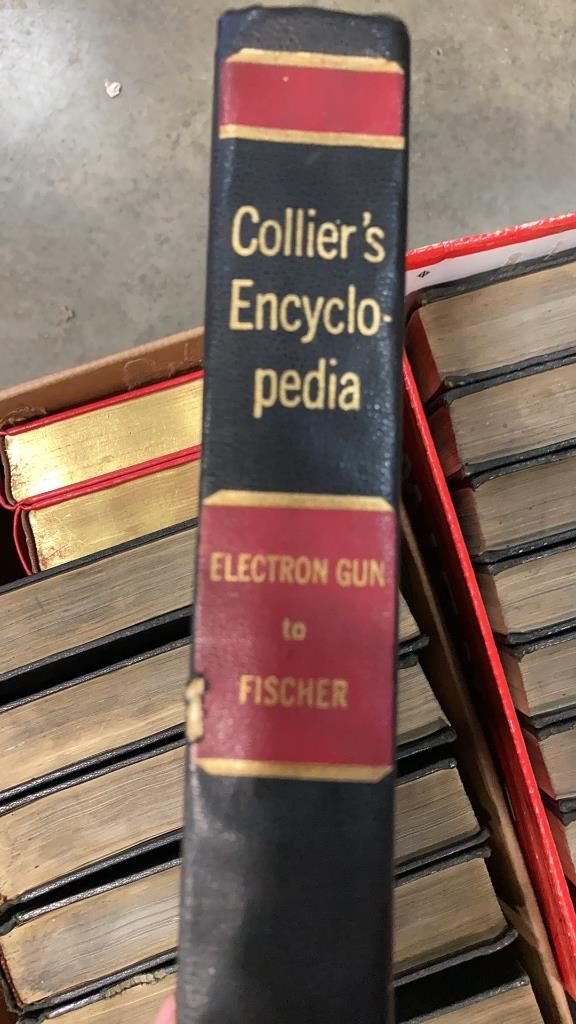 Collier's
Encyclo-
pedia
ELECTRON GUN
to
FISCHER